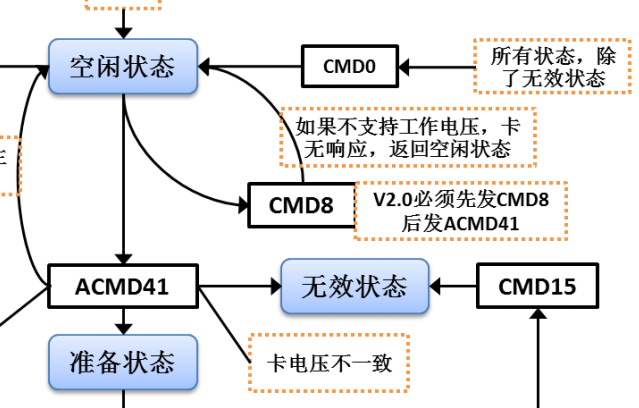 空闲状态
CMD0
所有状态，除
了无效状态
如果不支持工作电压，卡
无响应，返回空闲状态
CMD8
V2.0必须先发CMD8
后发ACMD41
ACMD41
无效状态
CMD15
准备状态
卡电压不一致